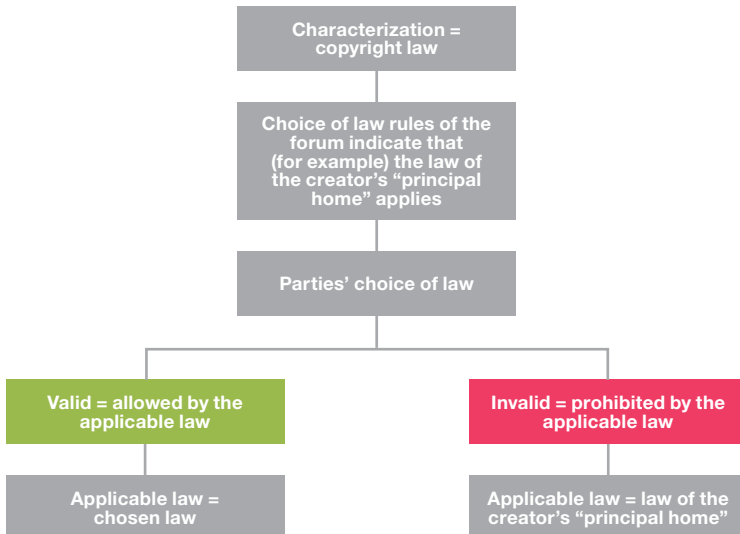 Characterization =
copyright law
Choice of law rules of the
forum indicate that
(for example) the law of
the creator’s “principal
home” applies
Parties’ choice of law
Valid = allowed by the
applicable law
Invalid = prohibited by the
applicable law
Applicable law =
chosen law
Applicable law = law of the
creator’s “principal home”